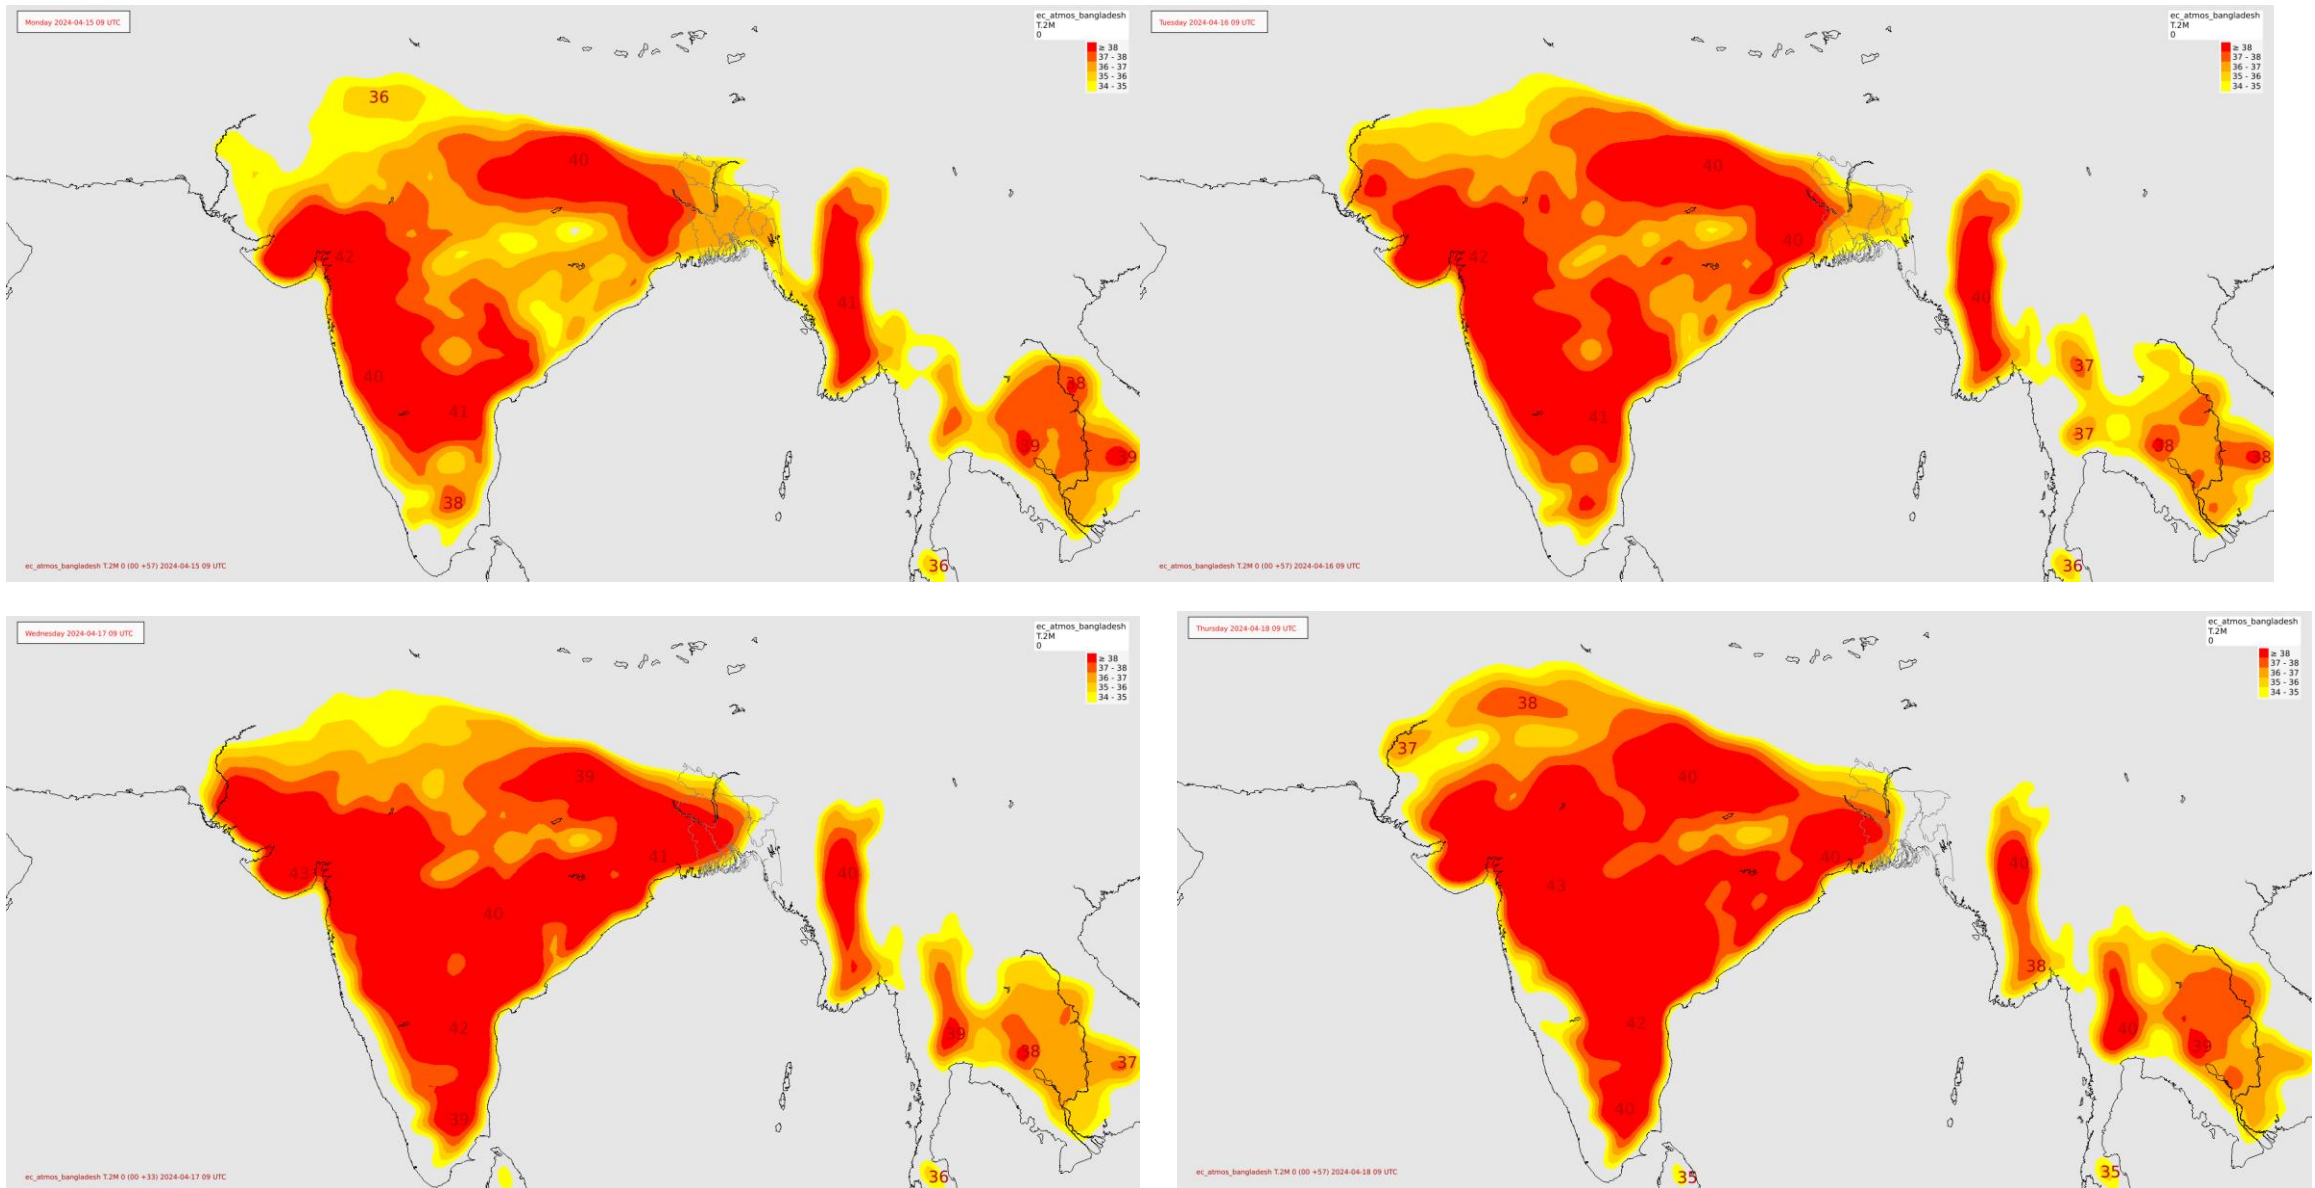 Monday 2024-04-15 09 UTC
ec_atmos_bangladesh
T.2M
0
≥ 38
37 - 38
36 - 37
35 - 36
34 - 35
36
40
42
41
40
41
38
39
39
38
36
ec_atmos_bangladesh T.2M 0 (00 +57) 2024-04-15 09 UTC
Tuesday 2024-04-16 09 UTC
ec_atmos_bangladesh
T.2M
0
≥ 38
37 - 38
36 - 37
35 - 36
34 - 35
40
40
42
40
37
41
37
38
38
36
ec_atmos_bangladesh T.2M 0 (00 +57) 2024-04-16 09 UTC
Wednesday 2024-04-17 09 UTC
ec_atmos_bangladesh
T.2M
0
≥ 38
37 - 38
36 - 37
35 - 36
34 - 35
39
41
43
40
40
42
39
38
37
39
36
ec_atmos_bangladesh T.2M 0 (00 +33) 2024-04-17 09 UTC
Thursday 2024-04-18 09 UTC
ec_atmos_bangladesh
T.2M
0
≥ 38
37 - 38
36 - 37
35 - 36
34 - 35
38
37
40
40
40
43
38
42
40
39
40
35
35
ec_atmos_bangladesh T.2M 0 (00 +57) 2024-04-18 09 UTC